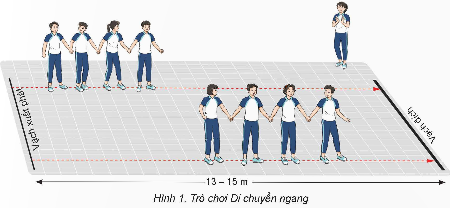 Vạch xuất phát
Vạch đích
13 – 15 m
Hình 1. Trò chơi Di chuyển ngang